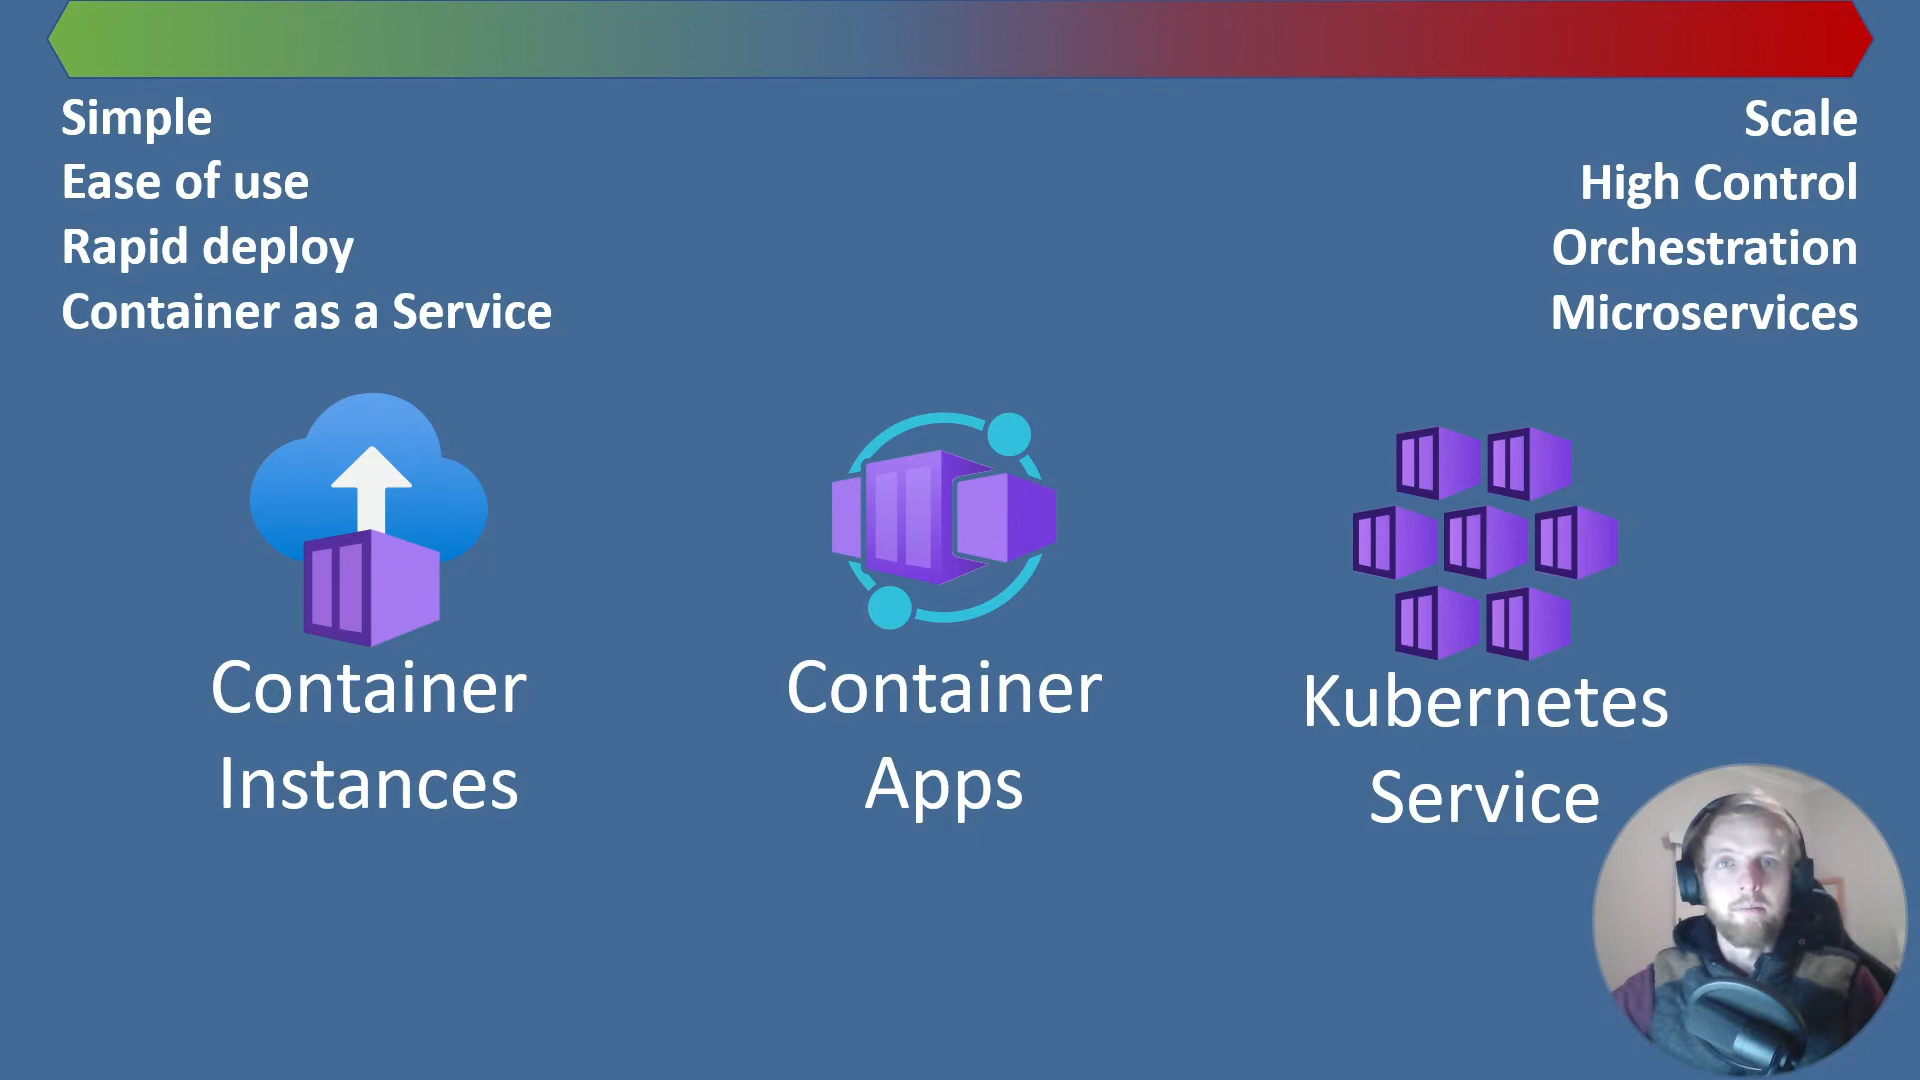 Simple
Ease of use
Rapid deploy
Container as a Service
Scale
High Control
Orchestration
Microservices
Container
Instances
Container
Apps
Kubernetes
Service